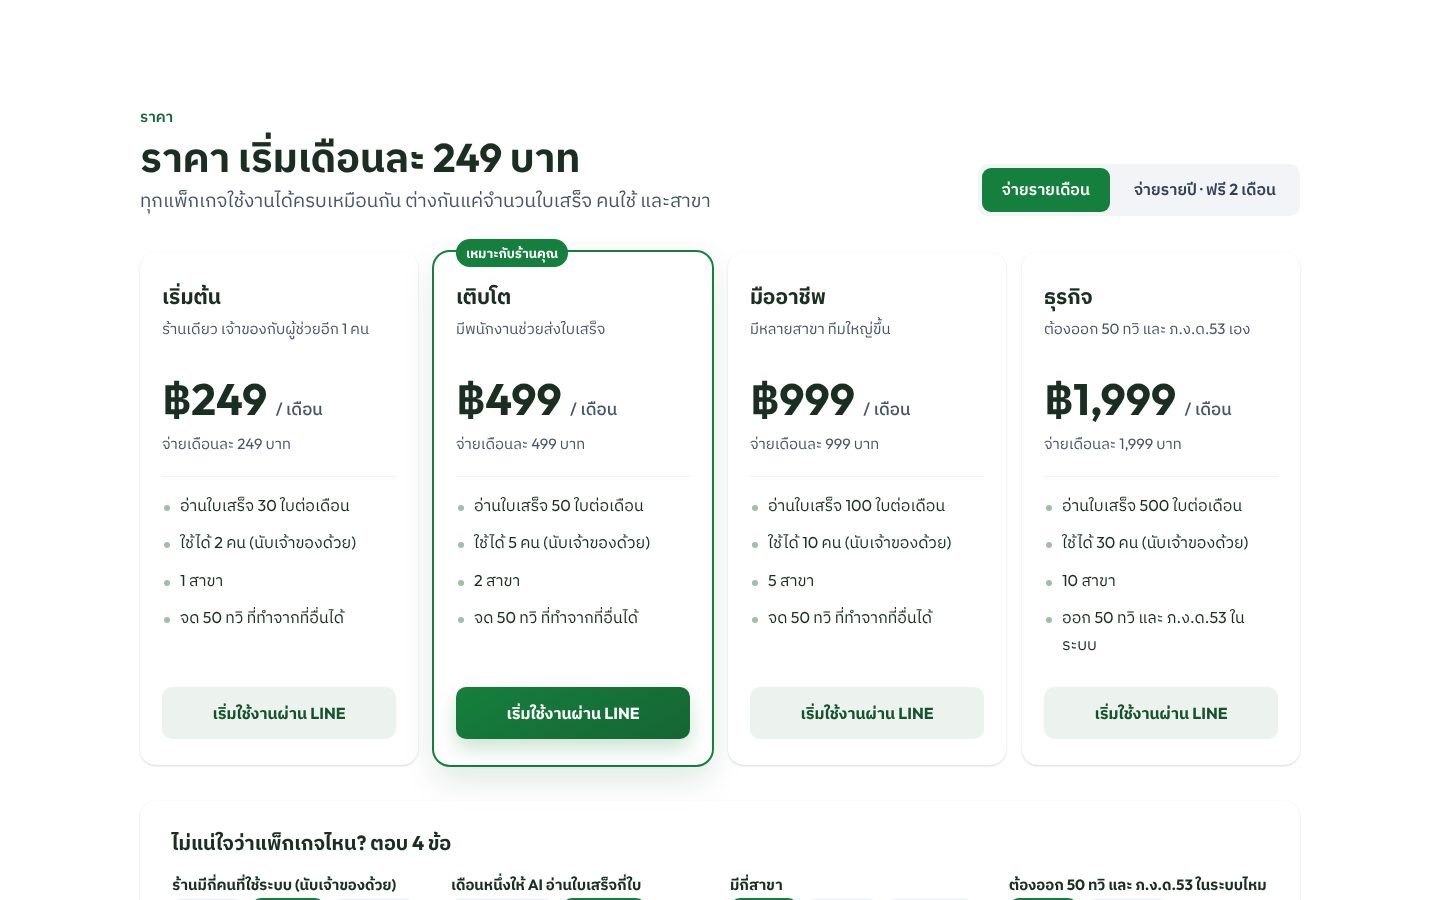 ราคา
ราคา เริ่มเดือนละ 249 บาท
ทุกแพ็กเกจใช้งานได้ครบเหมือนกัน ต่างกันแค่จำนวนใบเสร็จ คนใช้ และสาขา
จ่ายรายเดือน
จ่ายรายปี · ฟรี 2 เดือน
เหมาะกับร้านคุณ
เริ่มต้น
ร้านเดียว เจ้าของกับผู้ช่วยอีก 1 คน
฿249 / เดือน
จ่ายเดือนละ 249 บาท
อ่านใบเสร็จ 30 ใบต่อเดือน
ใช้ได้ 2 คน (นับเจ้าของด้วย)
1 สาขา
จด 50 ทวิ ที่ทำจากที่อื่นได้
เริ่มใช้งานผ่าน LINE
เติบโต
มีพนักงานช่วยส่งใบเสร็จ
฿499 / เดือน
จ่ายเดือนละ 499 บาท
อ่านใบเสร็จ 50 ใบต่อเดือน
ใช้ได้ 5 คน (นับเจ้าของด้วย)
2 สาขา
จด 50 ทวิ ที่ทำจากที่อื่นได้
เริ่มใช้งานผ่าน LINE
มืออาชีพ
มีหลายสาขา ทีมใหญ่ขึ้น
฿999 / เดือน
จ่ายเดือนละ 999 บาท
อ่านใบเสร็จ 100 ใบต่อเดือน
ใช้ได้ 10 คน (นับเจ้าของด้วย)
5 สาขา
จด 50 ทวิ ที่ทำจากที่อื่นได้
เริ่มใช้งานผ่าน LINE
ธุรกิจ
ต้องออก 50 ทวิ และ ภ.ง.ด.53 เอง
฿1,999 / เดือน
จ่ายเดือนละ 1,999 บาท
อ่านใบเสร็จ 500 ใบต่อเดือน
ใช้ได้ 30 คน (นับเจ้าของด้วย)
10 สาขา
ออก 50 ทวิ และ ภ.ง.ด.53 ใน
ระบบ
เริ่มใช้งานผ่าน LINE
ไม่แน่ใจว่าแพ็กเกจไหน? ตอบ 4 ข้อ
ร้านมีกี่คนที่ใช้ระบบ (นับเจ้าของด้วย)
เดือนหนึ่งให้ AI อ่านใบเสร็จกี่ใบ
มีกี่สาขา
ต้องออก 50 ทวิ และ ภ.ง.ด.53 ในระบบไหม